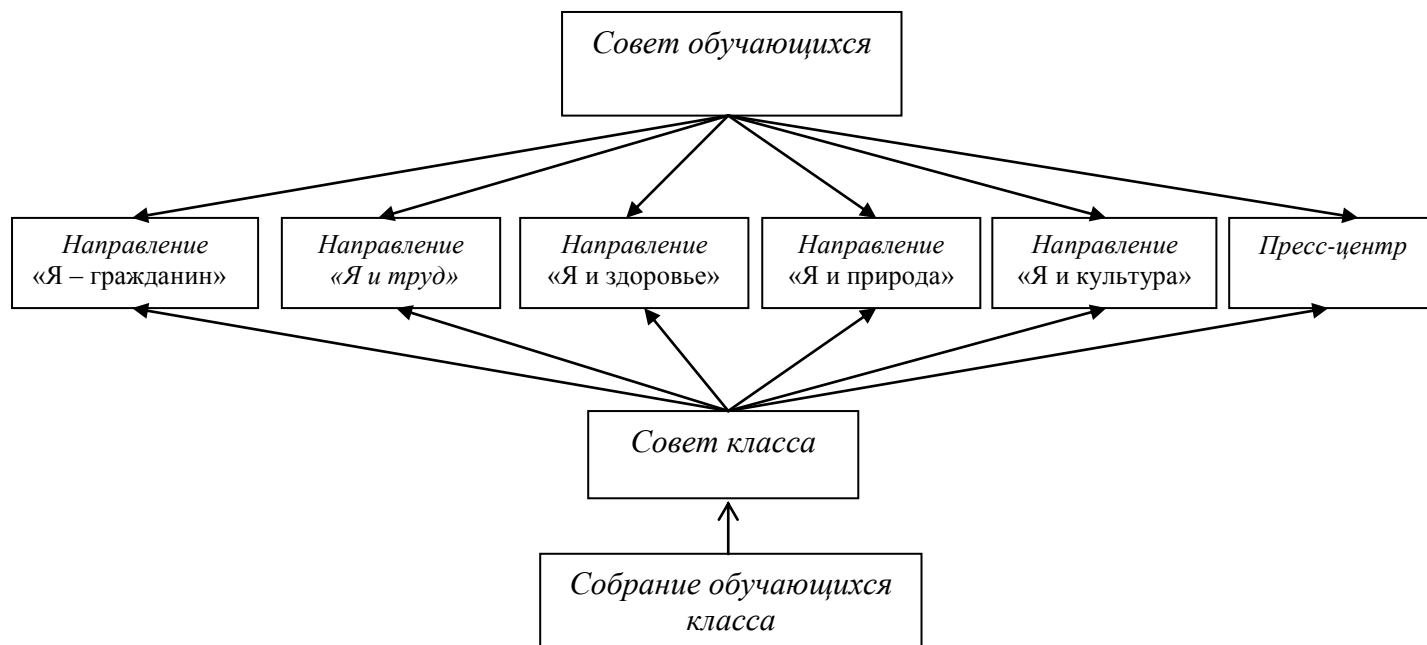 Совет обучающихся
Направление
«Я – гражданин»
Направление
«Я и труд»
Направление
«Я и здоровье»
Направление
«Я и природа»
Направление
«Я и культура»
Пресс-центр
Совет класса
Собрание обучающихся
класса